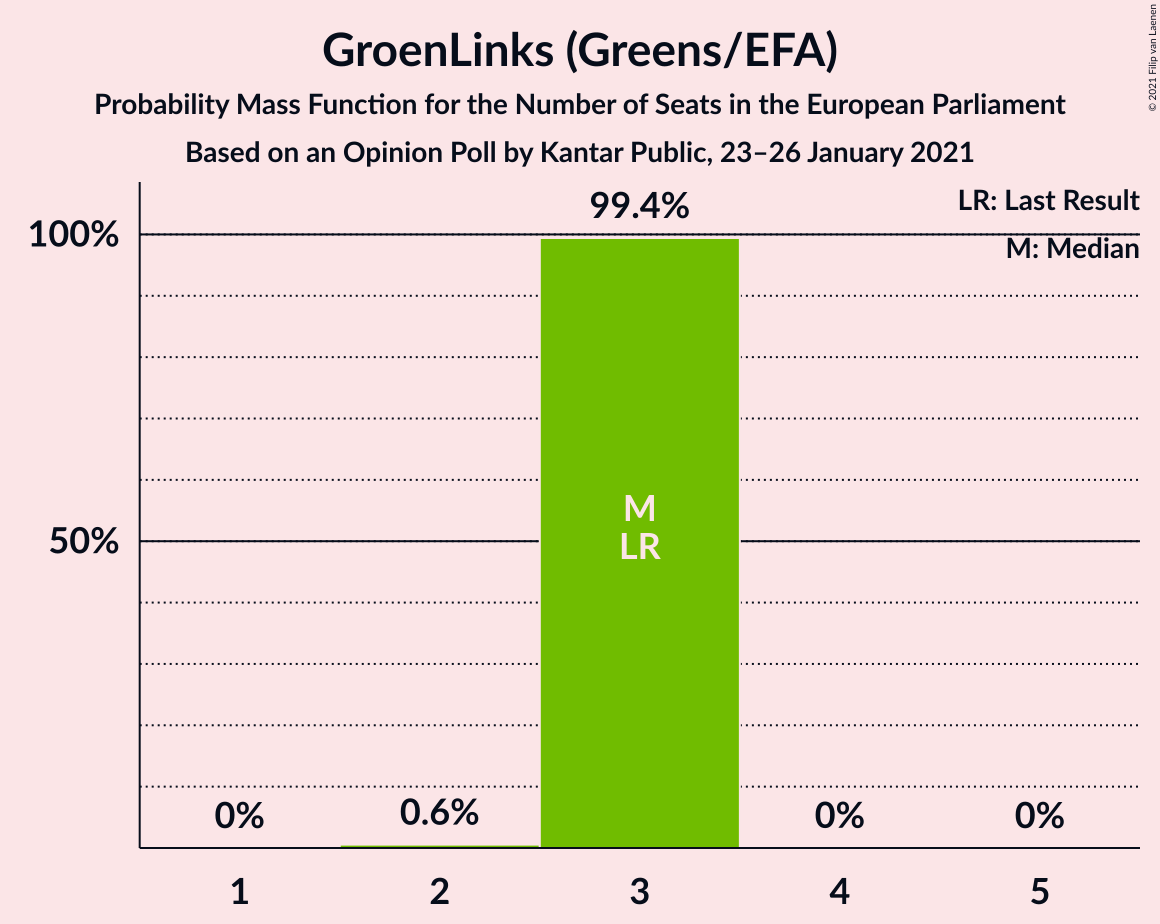 GroenLinks (Greens/EFA)
Probability Mass Function for the Number of Seats in the European Parliament
Based on an Opinion Poll by Kantar Public, 23–26 January 2021
© 2021 Filip van Laenen
LR: Last Result
M: Median
99.4%
100%
M
50%
LR
0%
0.6%
0%
0%
1
2
3
4
5